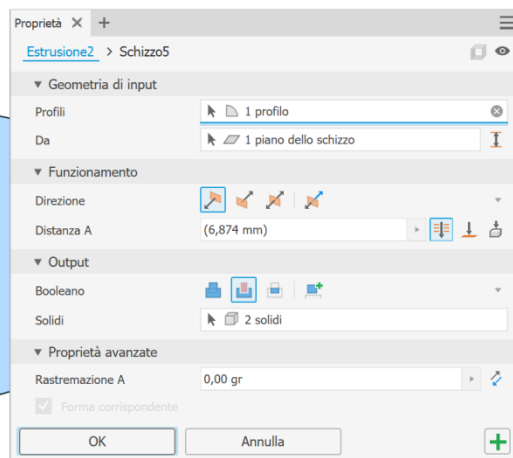 Proprietà
Estrusione2 > Schizzo5
Geometria di input
Profili 1 profilo
Da 1 piano dello schizzo
Funzionamento
Direzione
Distanza A (6,874 mm)
Output
Booleano
Solidi 2 solidi
Proprietà avanzate
Rastremazione A 0,00 gr
Forma corrispondente
OK Annulla